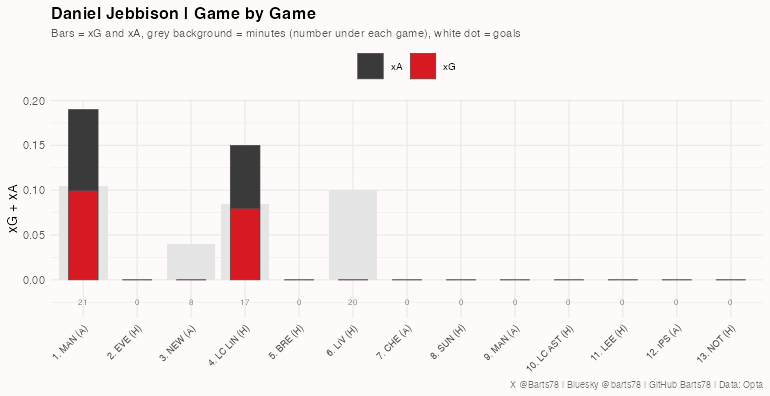 Daniel Jebbison | Game by Game
Bars = xG and xA, grey background = minutes (number under each game), white dot = goals
xA xG
xG + xA
0.20
0.15
0.10
0.05
0.00
21 0 8 17 0 20 0 0 0 0 0 0 0
1. MAN (A)
2. EVE (H)
3. NEW (A)
4. LC LIN (H)
5. BRE (H)
6. LIV (H)
7. CHE (A)
8. SUN (H)
9. MAN (A)
10. LC AST (H)
11. LEE (H)
12. IPS (A)
13. NOT (H)
X @Barts78 | Bluesky @barts78 | GitHub Barts78 | Data: Opta